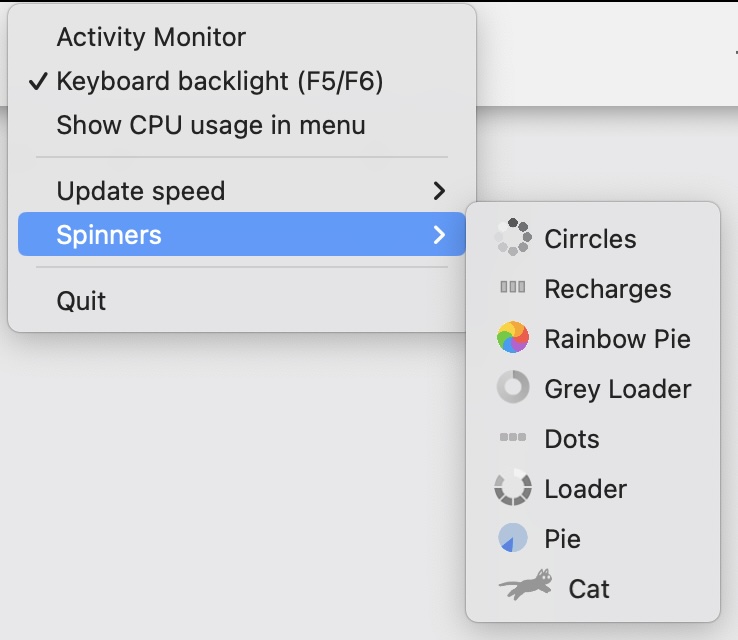 Activity Monitor
✓ Keyboard backlight (F5/F6)
Show CPU usage in menu
Update speed
Spinners
Quit
Cirrcles
Recharges
Rainbow Pie
Grey Loader
Dots
Loader
Pie
Cat